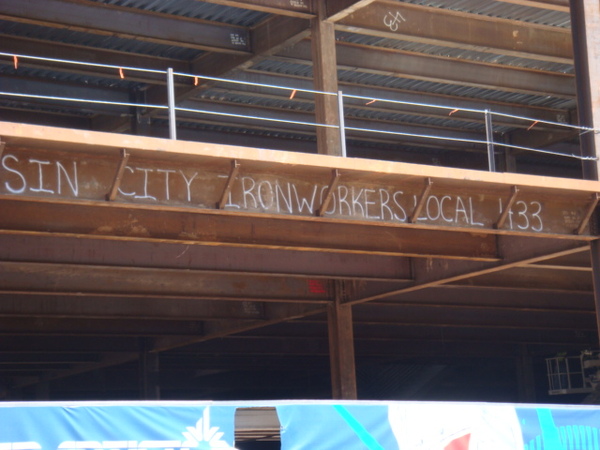 SIN CITY IRONWORKERS LOCAL 433